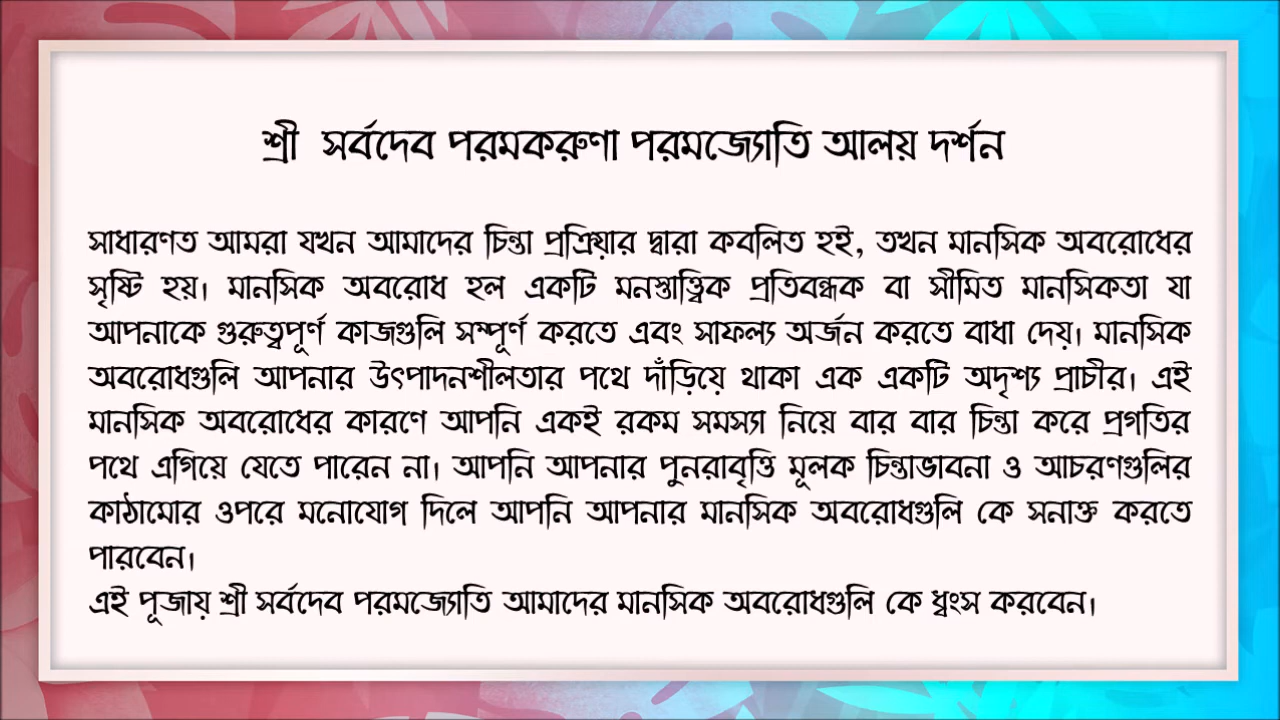 শ্রী সর্বদেব পরমকরুণা পরমজ্যোতি আলয় দর্শন
সাধারণত আমরা যখন আমাদের চিন্তা প্রক্রিয়ার দ্বারা কবলিত হই, তখন মানসিক অবরোধের
সৃষ্টি হয়। মানসিক অবরোধ হল একটি মনস্তাত্ত্বিক প্রতিবন্ধক বা সীমিত মানসিকতা যা
আপনাকে গুরুত্বপূর্ণ কাজগুলি সম্পূর্ণ করতে এবং সাফল্য অর্জন করতে বাধা দেয়। মানসিক
অবরোধগুলি আপনার উৎপাদনশীলতার পথে দাঁড়িয়ে থাকা এক একটি অদৃশ্য প্রাচীর। এই
মানসিক অবরোধের কারণে আপনি একই রকম সমস্যা নিয়ে বার বার চিন্তা করে প্রগতির
পথে এগিয়ে যেতে পারেন না। আপনি আপনার পুনরাবৃত্তি মূলক চিন্তাভাবনা ও আচরণগুলির
কাঠামোর ওপরে মনোযোগ দিলে আপনি আপনার মানসিক অবরোধগুলি কে সনাক্ত করতে
পারবেন।
এই পূজায় শ্রী সর্বদেব পরমজ্যোতি আমাদের মানসিক অবরোধগুলি কে ধ্বংস করবেন।